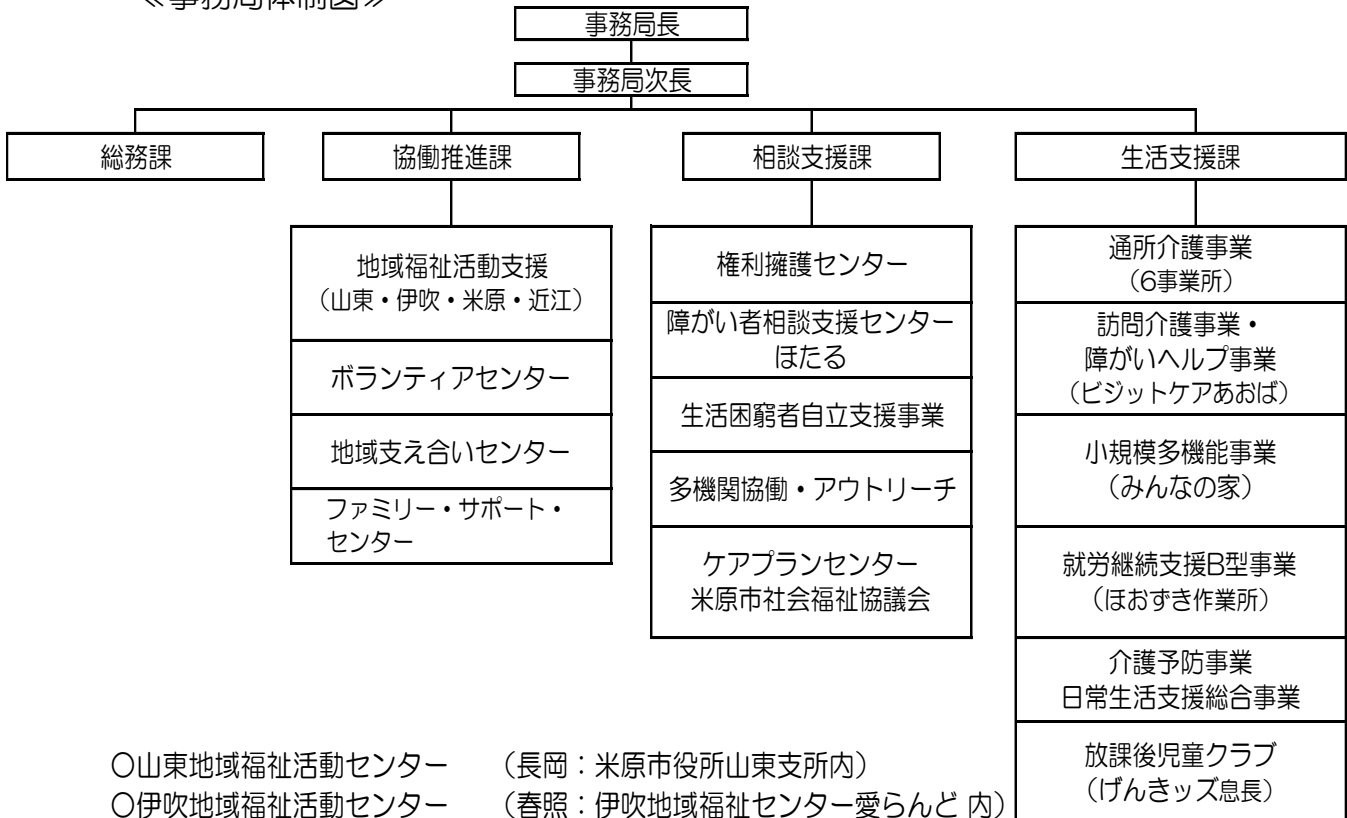 ≪事務局体制図≫
事務局長
事務局次長
総務課
協働推進課
相談支援課
生活支援課
地域福祉活動支援
（山東・伊吹・米原・近江）
ボランティアセンター
地域支え合いセンター
ファミリー・サポート・
センター
権利擁護センター
障がい者相談支援センター
ほたる
生活困窮者自立支援事業
多機関協働・アウトリーチ
ケアプランセンター
米原市社会福祉協議会
通所介護事業
（6事業所）
訪問介護事業・
障がいヘルプ事業
（ビジットケアあおば）
小規模多機能事業
（みんなの家）
就労継続支援B型事業
（ほおずき作業所）
介護予防事業
日常生活支援総合事業
放課後児童クラブ
（げんきッズ息長）
〇山東地域福祉活動センター　（長岡：米原市役所山東支所内）
〇伊吹地域福祉活動センター　（春照：伊吹地域福祉センター愛らんど 内）